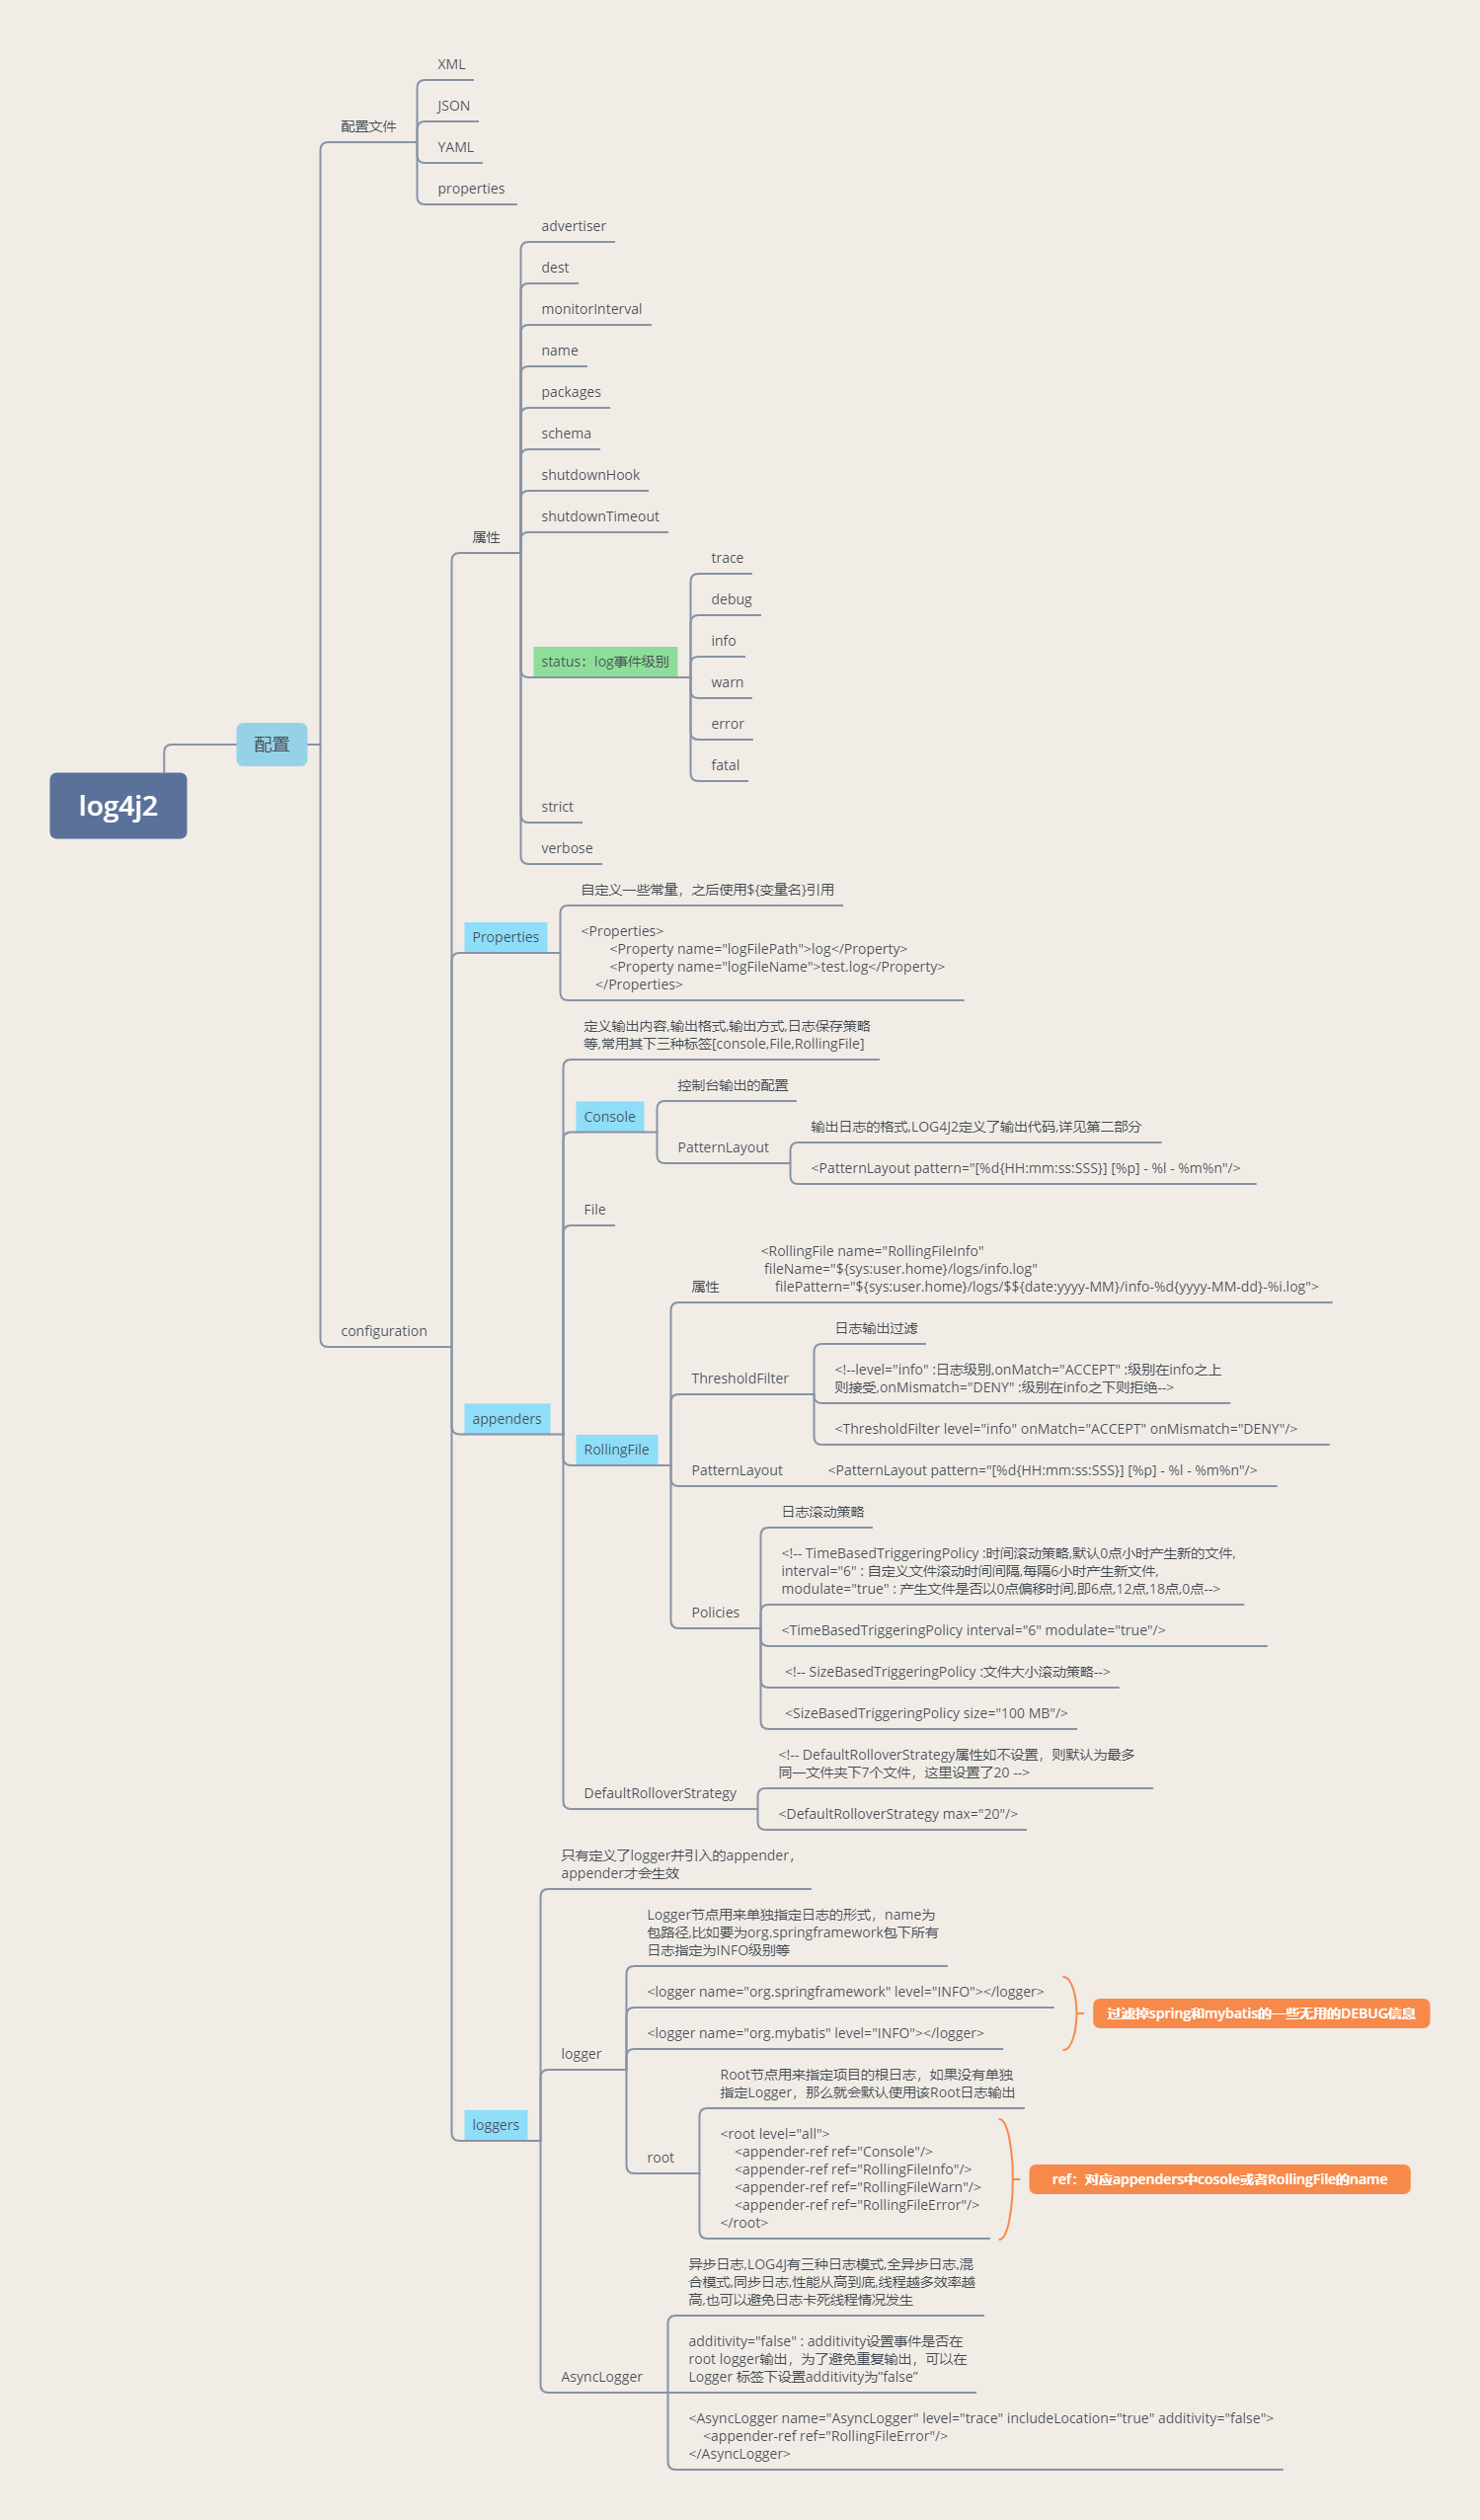 XML
JSON
配置文件
YAML
properties
advertiser
dest
monitorInterval
name
packages
schema
shutdownHook
shutdownTimeout
属性
trace
debug
info
status：log事件级别
warn
error
fatal
配置
log4j2
strict
verbose
自定义一些常量，之后使用${变量名}引用
Properties
<Properties>
<Property name="logFilePath">log</Property>
<Property name="logFileName">test.log</Property>
</Properties>
定义输出内容,输出格式,输出方式,日志保存策略
等,常用其下三种标签[console,File,RollingFile]
控制台输出的配置
Console
PatternLayout
输出日志的格式,LOG4J2定义了输出代码,详见第二部分
<PatternLayout pattern="[%d{HH:mm:ss:SSS}] [%p] - %l - %m%n"/>
File
属性
<RollingFile name="RollingFileInfo"
fileName="${sys:user.home}/logs/info.log"
filePattern="${sys:user.home}/logs/$${date:yyyy-MM}/info-%d{yyyy-MM-dd}-%i.log">
configuration
日志输出过滤
ThresholdFilter
<!--level="info" :日志级别,onMatch="ACCEPT" :级别在info之上
则接受,onMismatch="DENY" :级别在info之下则拒绝-->
<ThresholdFilter level="info" onMatch="ACCEPT" onMismatch="DENY"/>
appenders
RollingFile
PatternLayout
<PatternLayout pattern="[%d{HH:mm:ss:SSS}] [%p] - %l - %m%n"/>
日志滚动策略
<!-- TimeBasedTriggeringPolicy :时间滚动策略,默认0点小时产生新的文件,
interval="6" : 自定义文件滚动时间间隔,每隔6小时产生新文件,
modulate="true" : 产生文件是否以0点偏移时间,即6点,12点,18点,0点-->
Policies
<TimeBasedTriggeringPolicy interval="6" modulate="true"/>
<!-- SizeBasedTriggeringPolicy :文件大小滚动策略-->
<SizeBasedTriggeringPolicy size="100 MB"/>
<!-- DefaultRolloverStrategy属性如不设置，则默认为最多
同一文件夹下7个文件，这里设置了20 -->
DefaultRolloverStrategy
<DefaultRolloverStrategy max="20"/>
只有定义了logger并引入的appender，
appender才会生效
Logger节点用来单独指定日志的形式，name为
包路径,比如要为org.springframework包下所有
日志指定为INFO级别等
<logger name="org.springframework" level="INFO"></logger>
过滤掉spring和mybatis的一些无用的DEBUG信息
<logger name="org.mybatis" level="INFO"></logger>
logger
Root节点用来指定项目的根日志，如果没有单独
指定Logger，那么就会默认使用该Root日志输出
loggers
root
<root level="all">
<appender-ref ref="Console"/>
<appender-ref ref="RollingFileInfo"/>
<appender-ref ref="RollingFileWarn"/>
<appender-ref ref="RollingFileError"/>
</root>
ref：对应appenders中cosole或者RollingFile的name
异步日志,LOG4J有三种日志模式,全异步日志,混
合模式,同步日志,性能从高到底,线程越多效率越
高,也可以避免日志卡死线程情况发生
additivity="false" : additivity设置事件是否在
root logger输出，为了避免重复输出，可以在
Logger 标签下设置additivity为”false”
AsyncLogger
<AsyncLogger name="AsyncLogger" level="trace" includeLocation="true" additivity="false">
<appender-ref ref="RollingFileError"/>
</AsyncLogger>